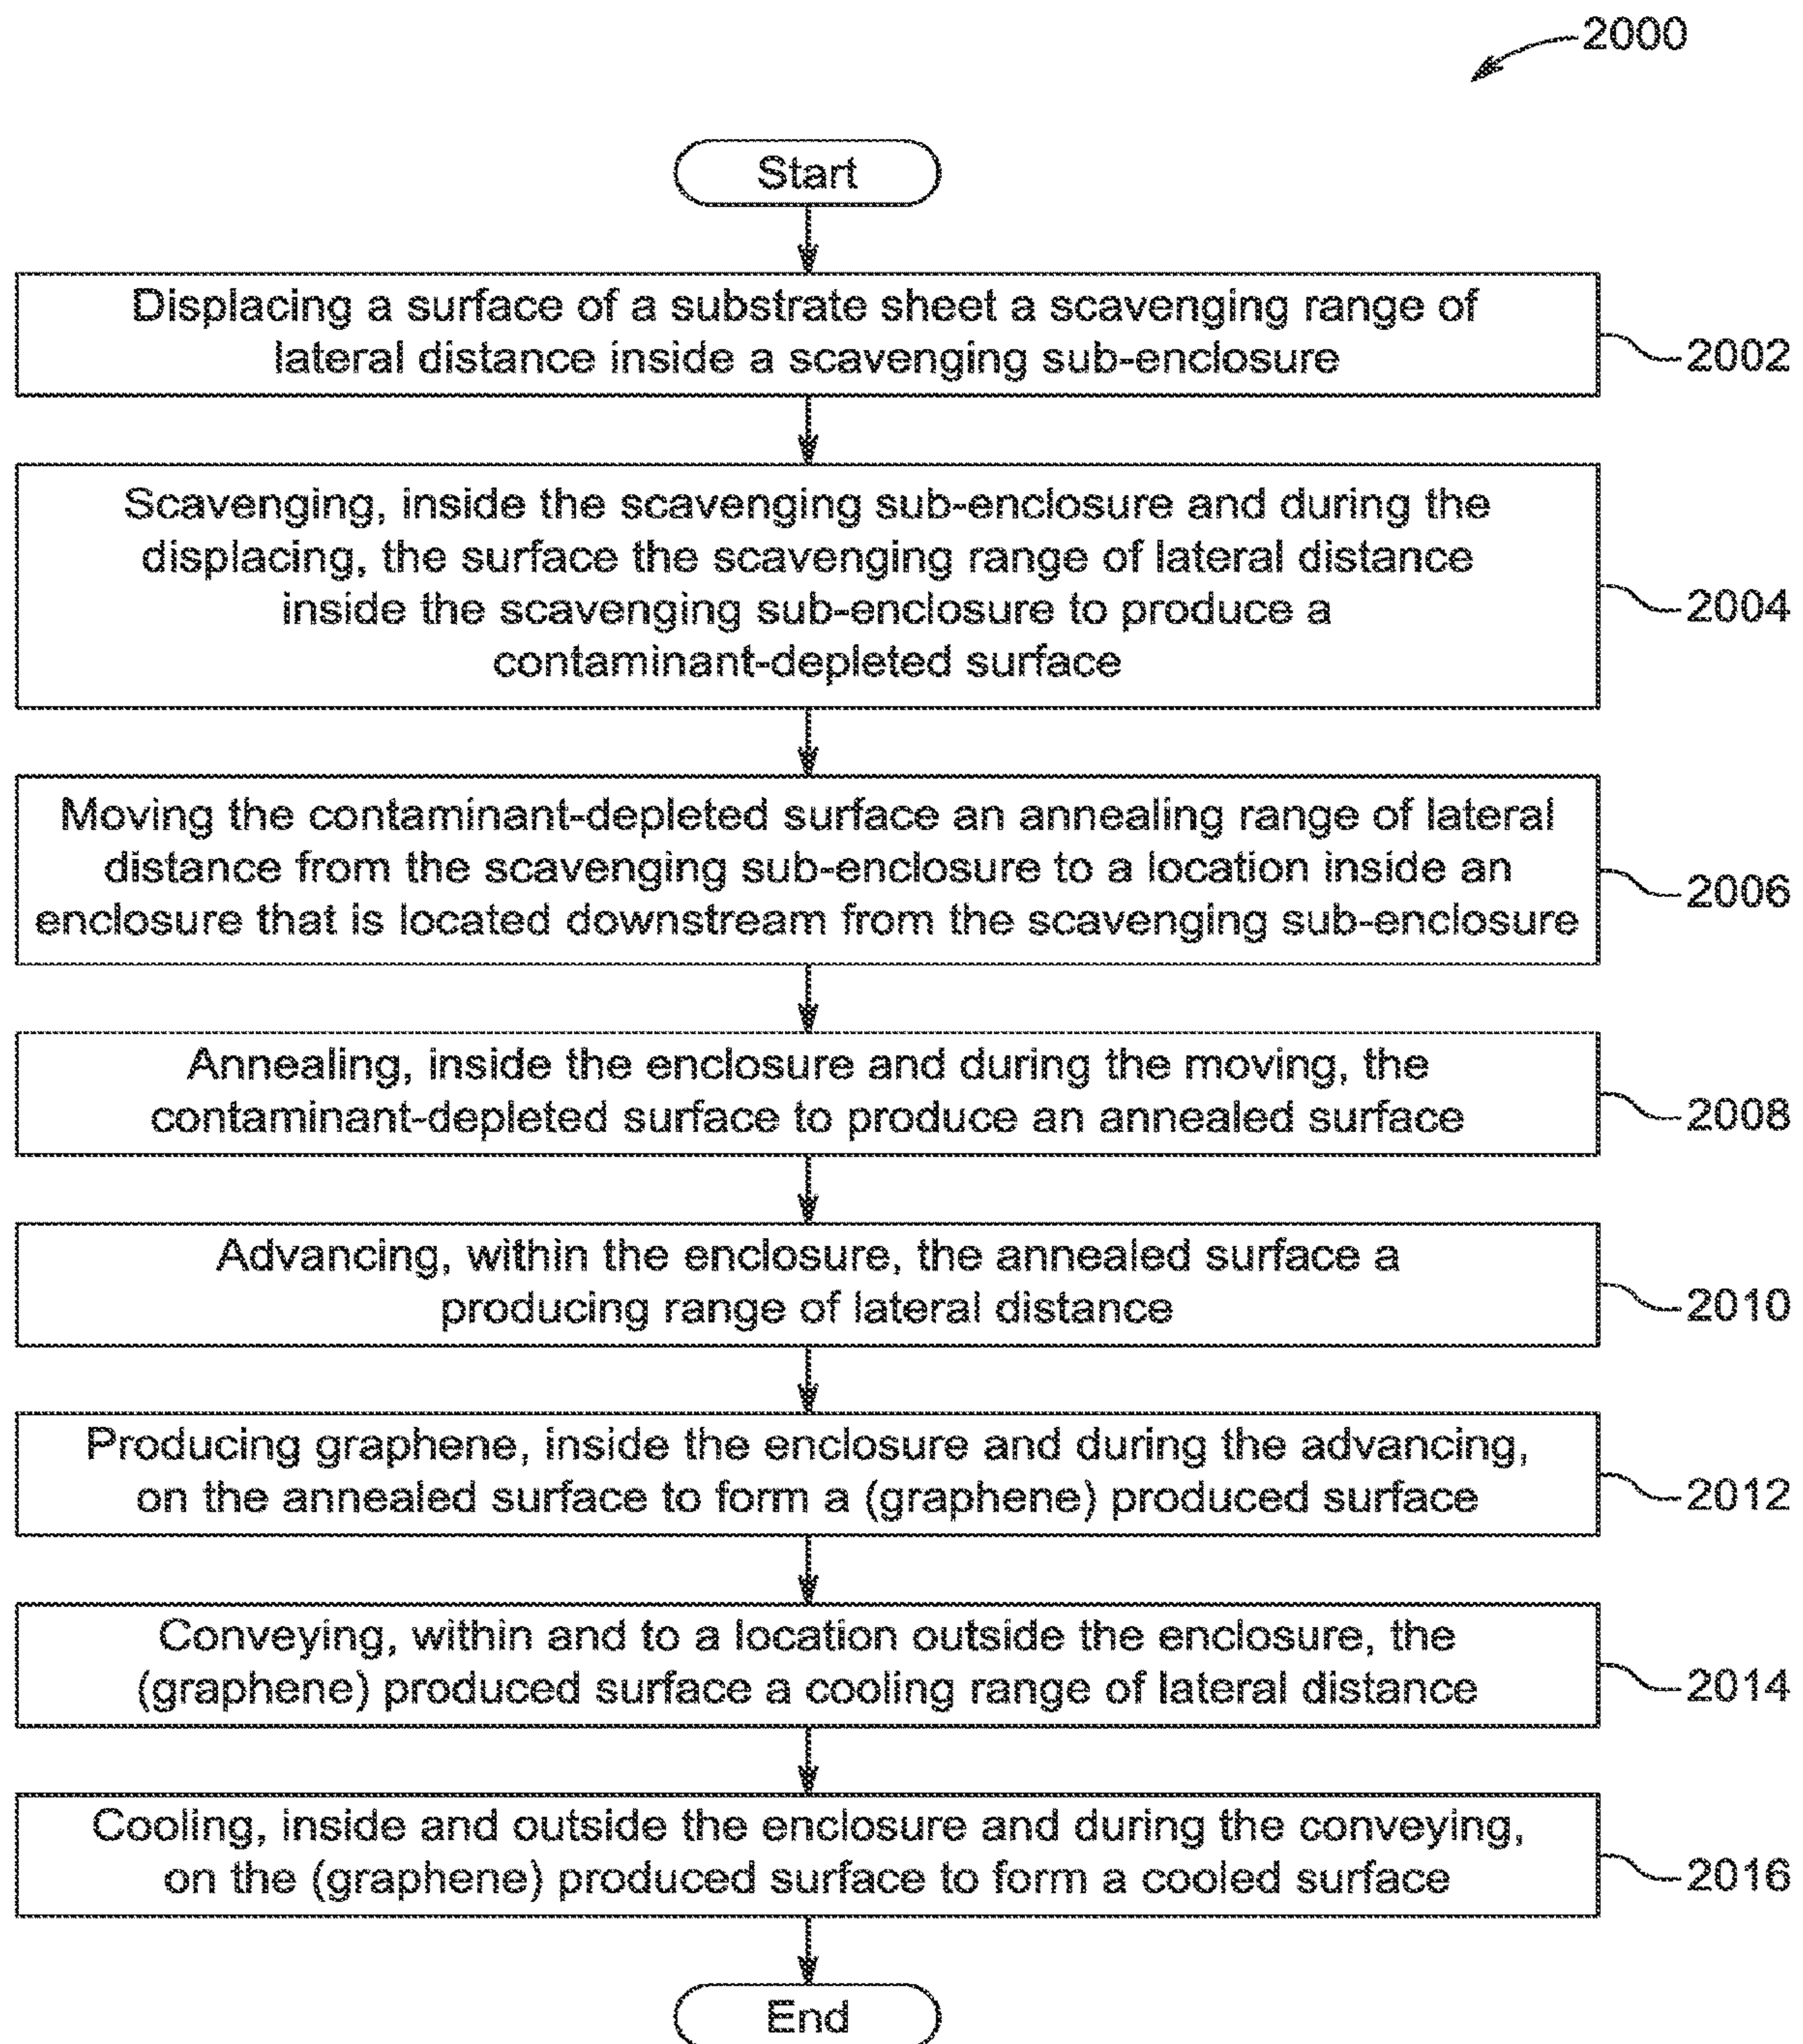 2000
Start
Displacing a surface of a substrate sheet a scavenging range of
lateral distance inside a scavenging sub-enclosure
2002
Scavenging, inside the scavenging sub-enclosure and during the
displacing, the surface the scavenging range of lateral distance
inside the scavenging sub-enclosure to produce a
contaminant-depleted surface
2004
Moving the contaminant-depleted surface an annealing range of lateral
distance from the scavenging sub-enclosure to a location inside an
enclosure that is located downstream from the scavenging sub-enclosure
2006
Annealing, inside the enclosure and during the moving, the
contaminant-depleted surface to produce an annealed surface
2008
Advancing, within the enclosure, the annealed surface a
producing range of lateral distance
2010
Producing graphene, inside the enclosure and during the advancing,
on the annealed surface to form a (graphene) produced surface
2012
Conveying, within and to a location outside the enclosure, the
(graphene) produced surface a cooling range of lateral distance
2014
Cooling, inside and outside the enclosure and during the conveying,
on the (graphene) produced surface to form a cooled surface
2016
End